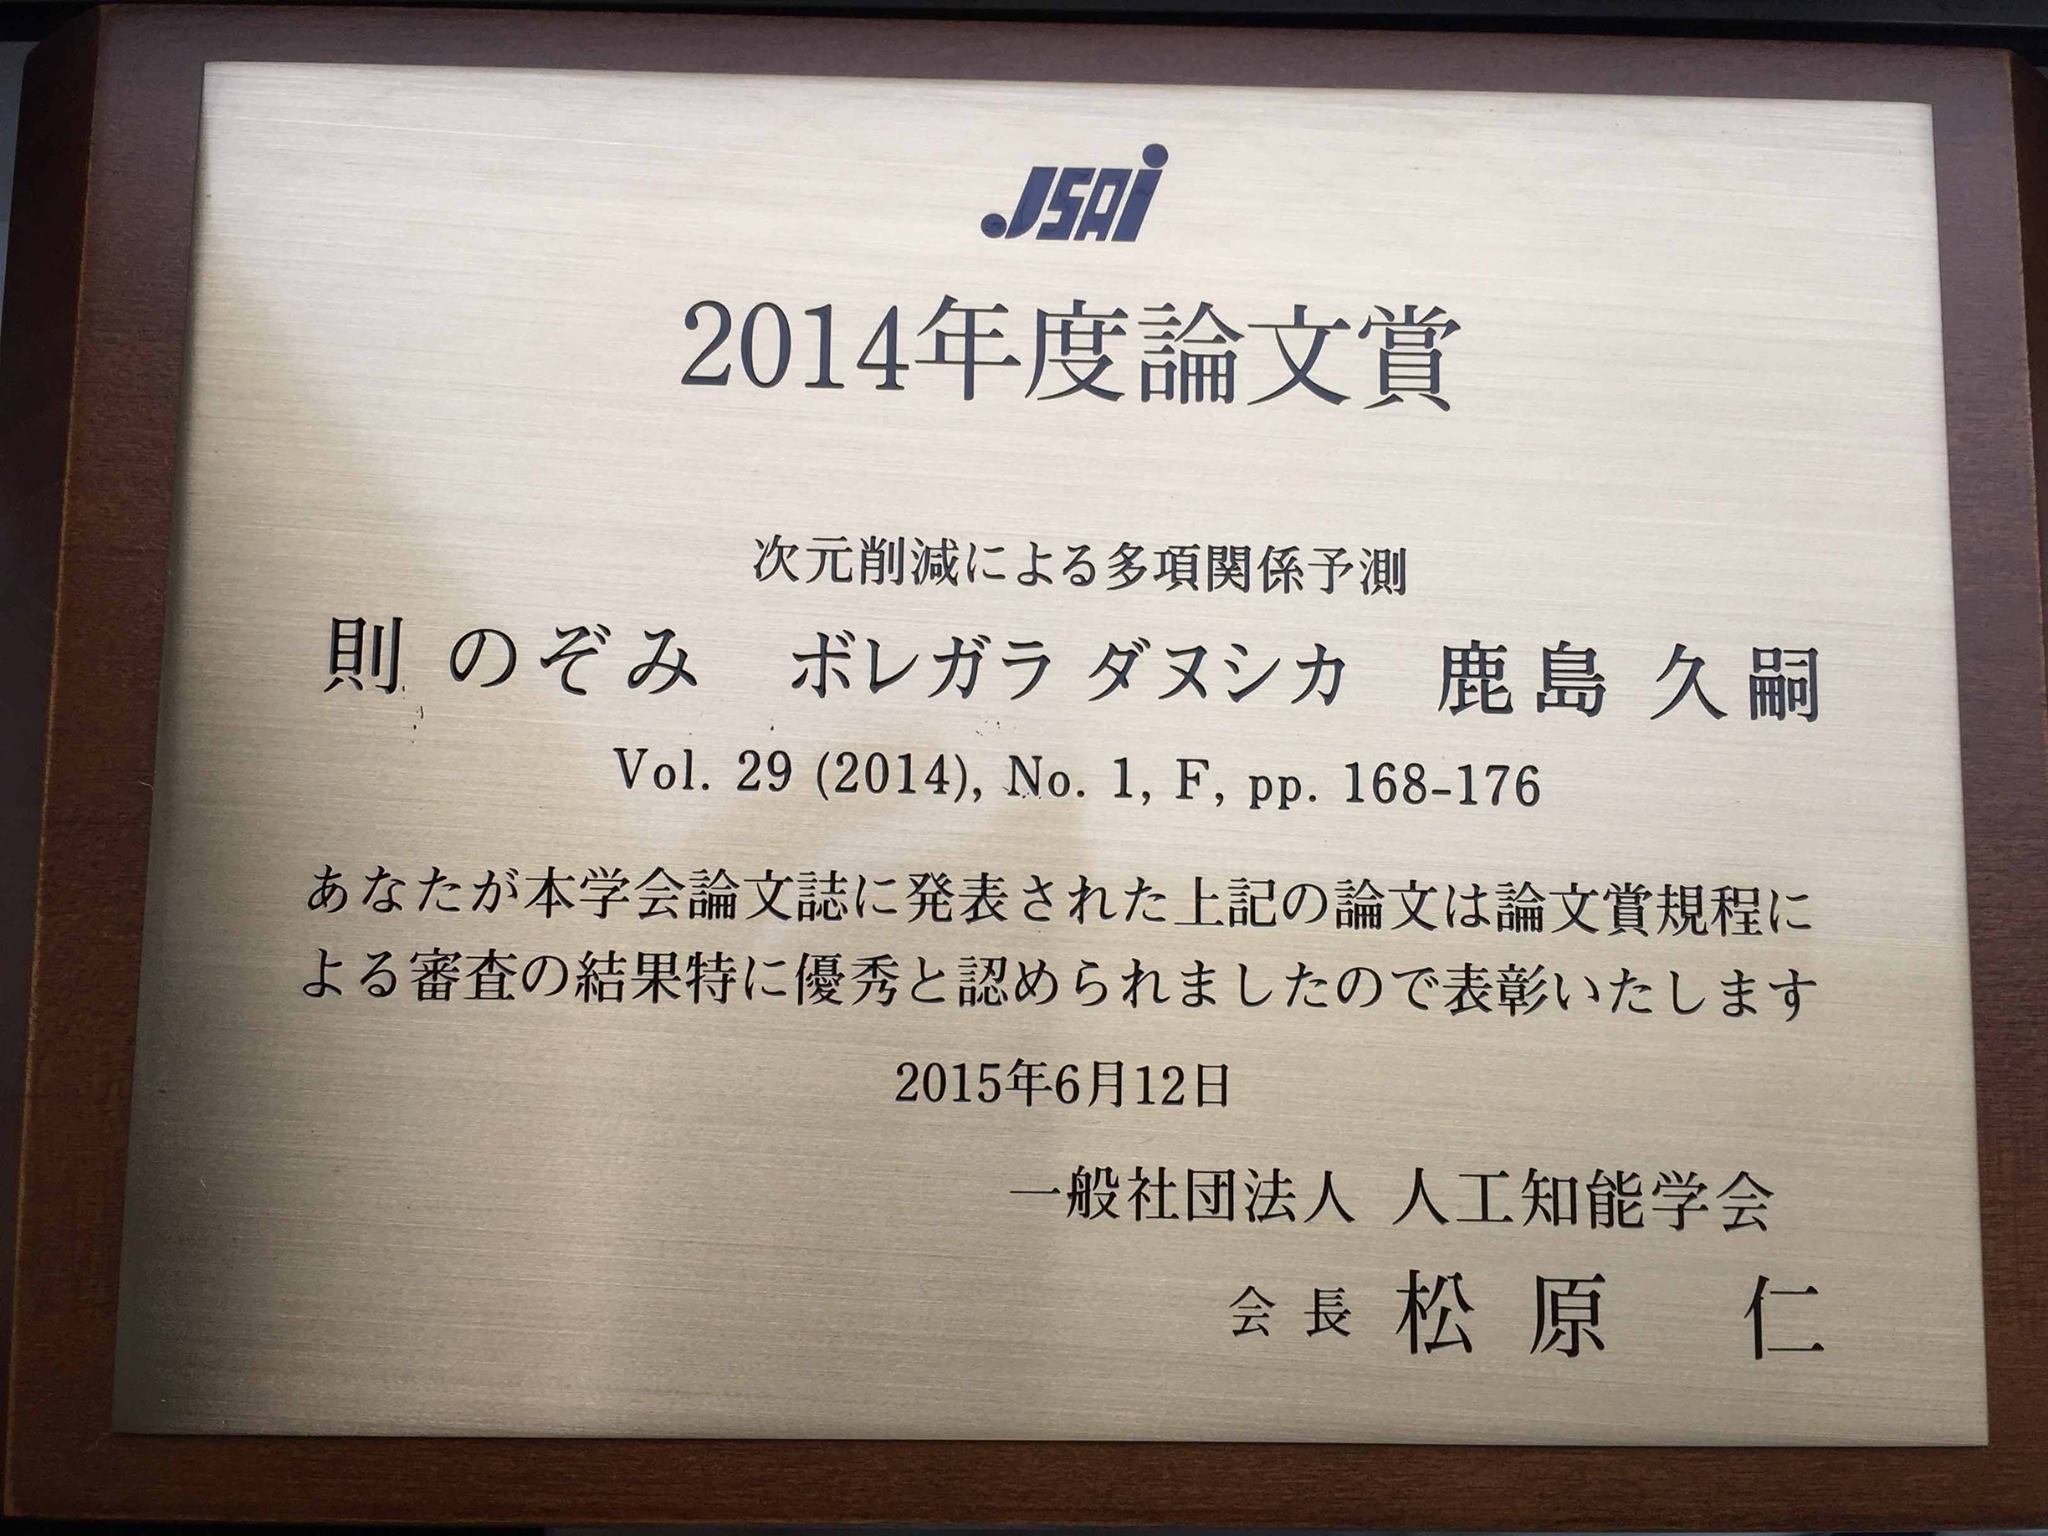 JSAi
2014年度論文賞
次元削減による多項関係予測
則 のぞみ　ボレガラ ダヌシカ　鹿島 久嗣
Vol. 29 (2014), No. 1, F, pp. 168-176
あなたが本学会論文誌に発表された上記の論文は論文賞規程に
よる審査の結果特に優秀と認められましたので表彰いたします
2015年6月12日
一般社団法人 人工知能学会
会長 松原　仁